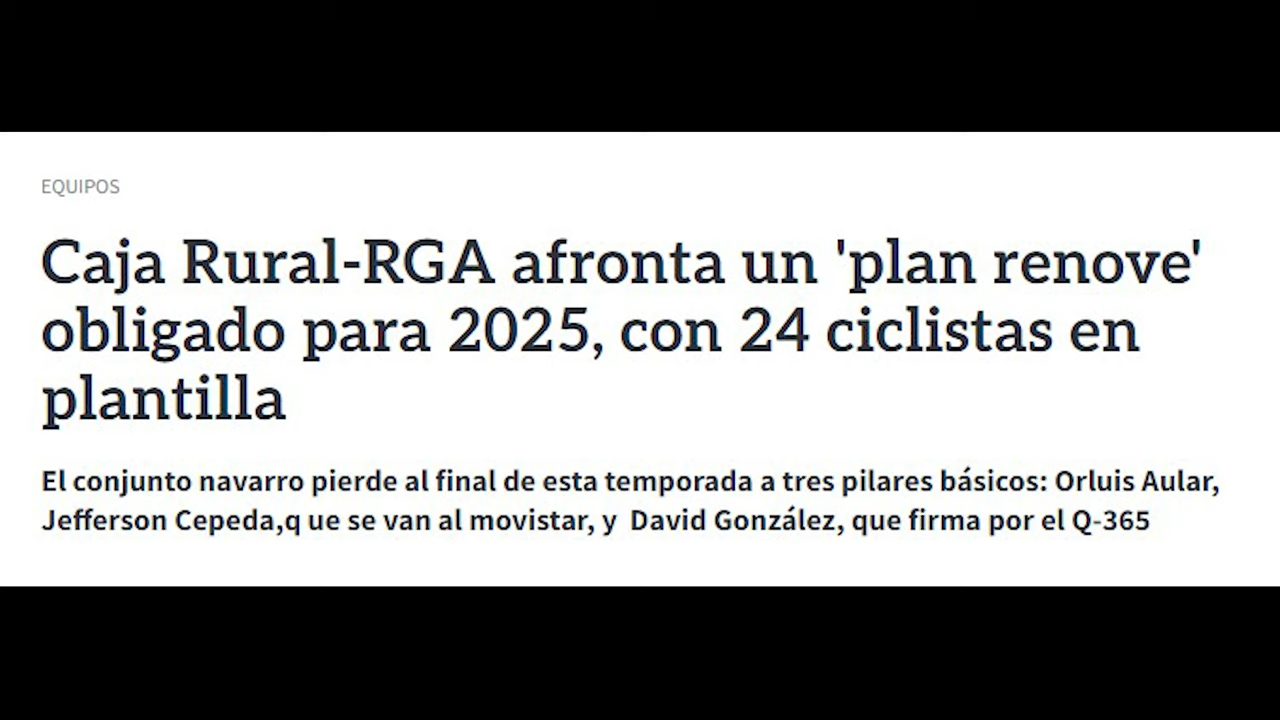 EQUIPOS
Caja Rural-RGA afronta un 'plan renove'
obligado para 2025, con 24 ciclistas en
plantilla
El conjunto navarro pierde al final de esta temporada a tres pilares básicos: Orluis Aular,
Jefferson Cepeda,q ue se van al movistar, y  David González, que firma por el Q-365